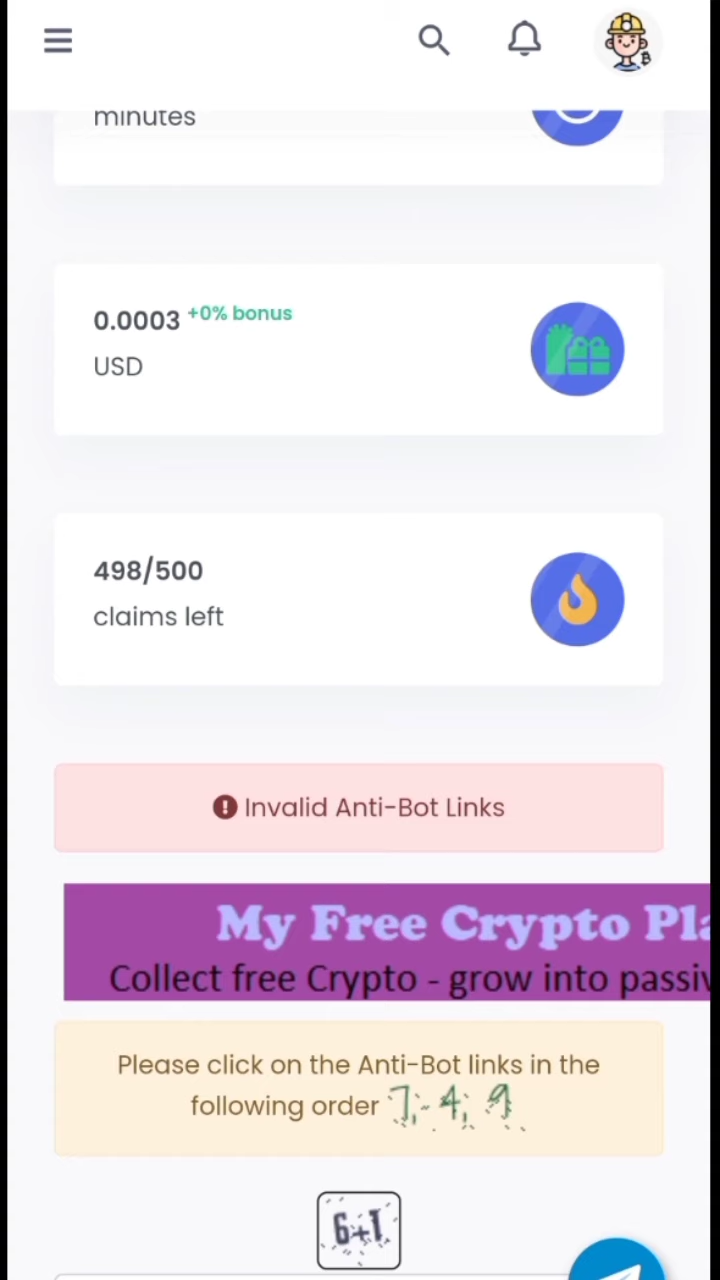 minutes
0.0003 +0% bonus
USD
498/500
claims left
Invalid Anti-Bot Links
My Free Crypto Pla
Collect free Crypto - grow into passiv
Please click on the Anti-Bot links in the
following order 7, 4, 9
6+1